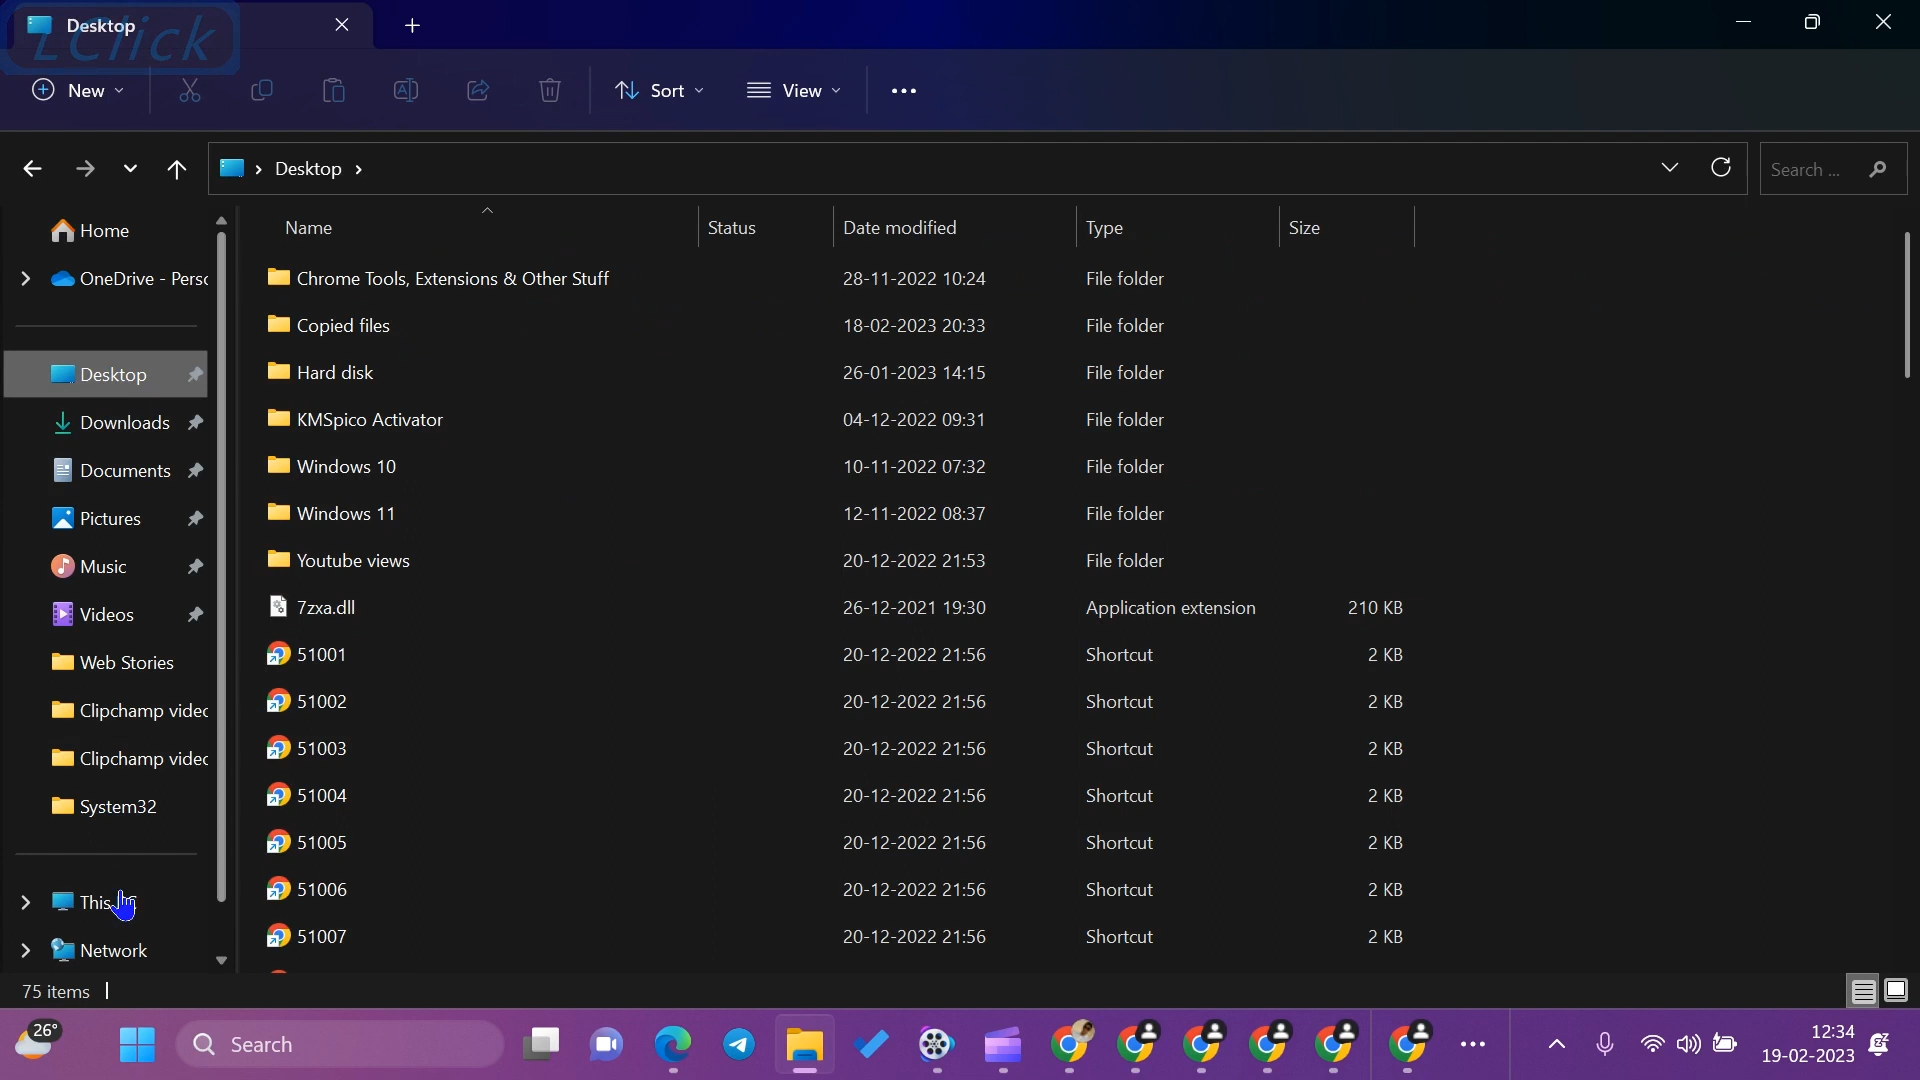 Desktop
LClick
New
Sort
View
Desktop
Search ...
Home
OneDrive - Perso
Desktop
Downloads
Documents
Pictures
Music
Videos
Web Stories
Clipchamp videc
Clipchamp videc
System32
This
Network
Name Status Date modified Type Size
Chrome Tools, Extensions & Other Stuff 28-11-2022 10:24 File folder
Copied files 18-02-2023 20:33 File folder
Hard disk 26-01-2023 14:15 File folder
KMSpico Activator 04-12-2022 09:31 File folder
Windows 10 10-11-2022 07:32 File folder
Windows 11 12-11-2022 08:37 File folder
Youtube views 20-12-2022 21:53 File folder
7zxa.dll 26-12-2021 19:30 Application extension 210 KB
51001 20-12-2022 21:56 Shortcut 2 KB
51002 20-12-2022 21:56 Shortcut 2 KB
51003 20-12-2022 21:56 Shortcut 2 KB
51004 20-12-2022 21:56 Shortcut 2 KB
51005 20-12-2022 21:56 Shortcut 2 KB
51006 20-12-2022 21:56 Shortcut 2 KB
51007 20-12-2022 21:56 Shortcut 2 KB
75 items
26°
Search
12:34
19-02-2023